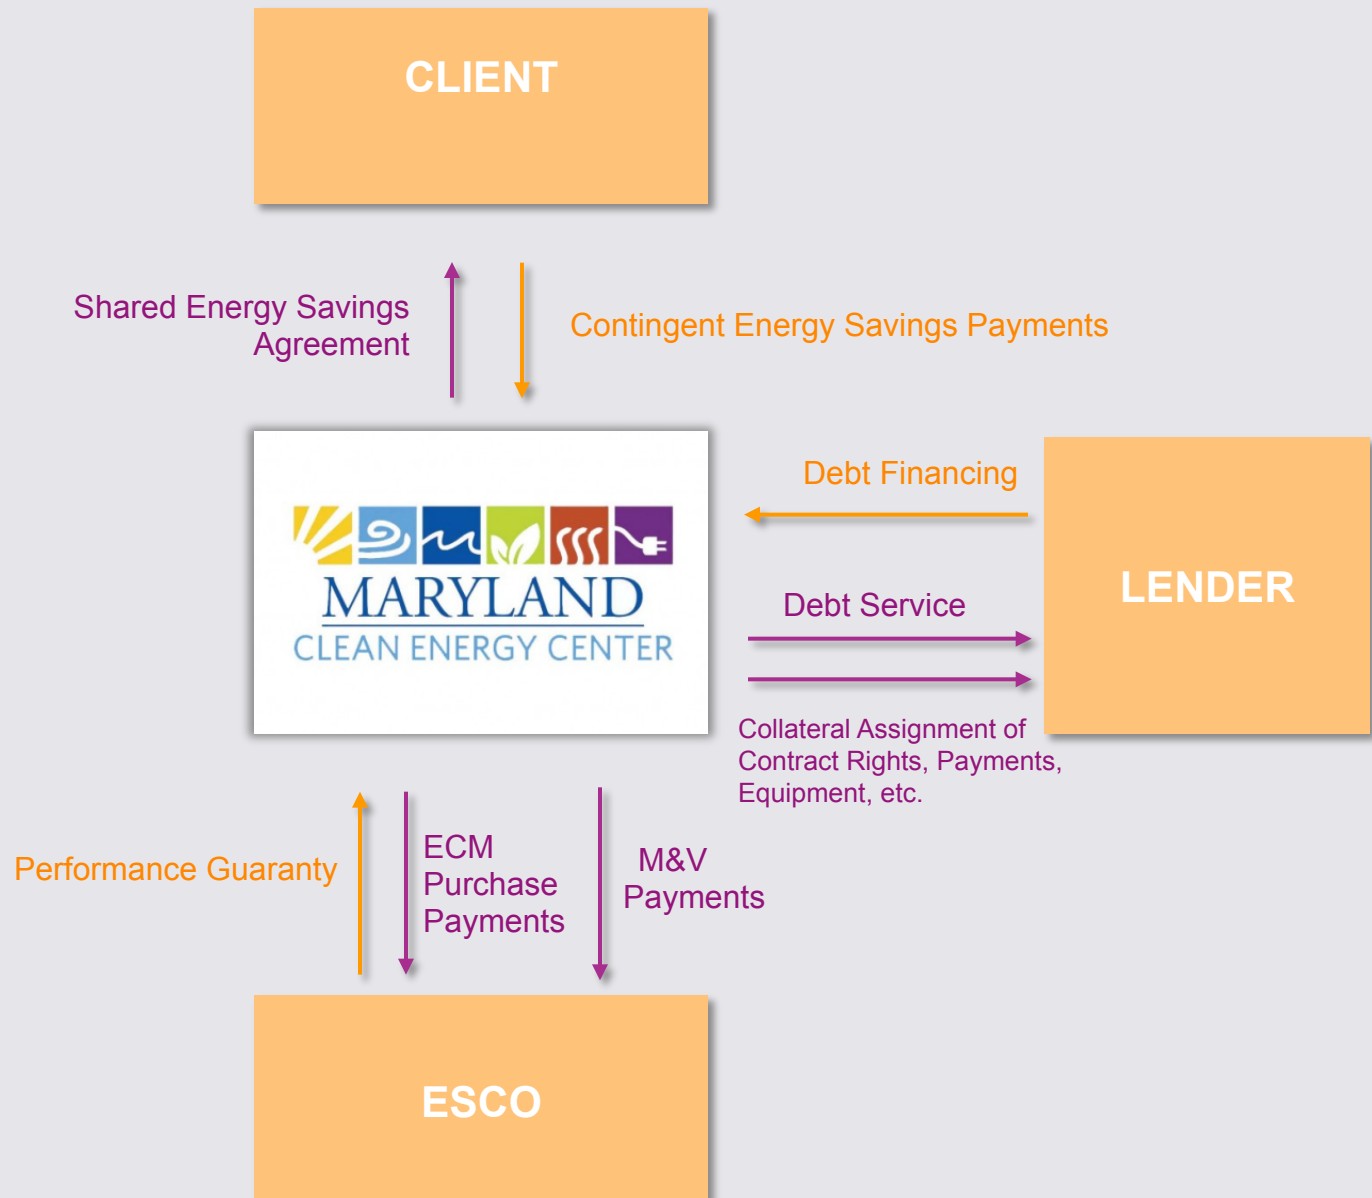 CLIENT
Shared Energy Savings
Agreement
Contingent Energy Savings Payments
MARYLAND
CLEAN ENERGY CENTER
Debt Financing
LENDER
Debt Service
Collateral Assignment of
Contract Rights, Payments,
Equipment, etc.
Performance Guaranty
ECM
Purchase
Payments
M&V
Payments
ESCO